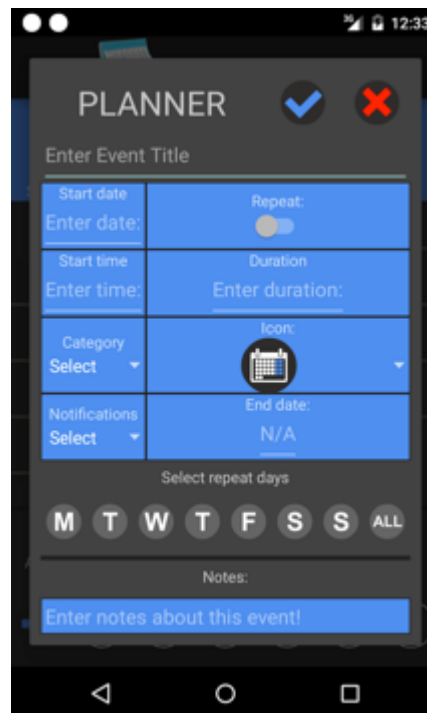 3G 12:33
PLANNER
Enter Event Title
Start date
Enter date:
Repeat:
Start time
Enter time:
Duration
Enter duration:
Category
Select
Icon:
Notifications
Select
End date:
N/A
Select repeat days
M T W T F S S ALL
Notes:
Enter notes about this event!